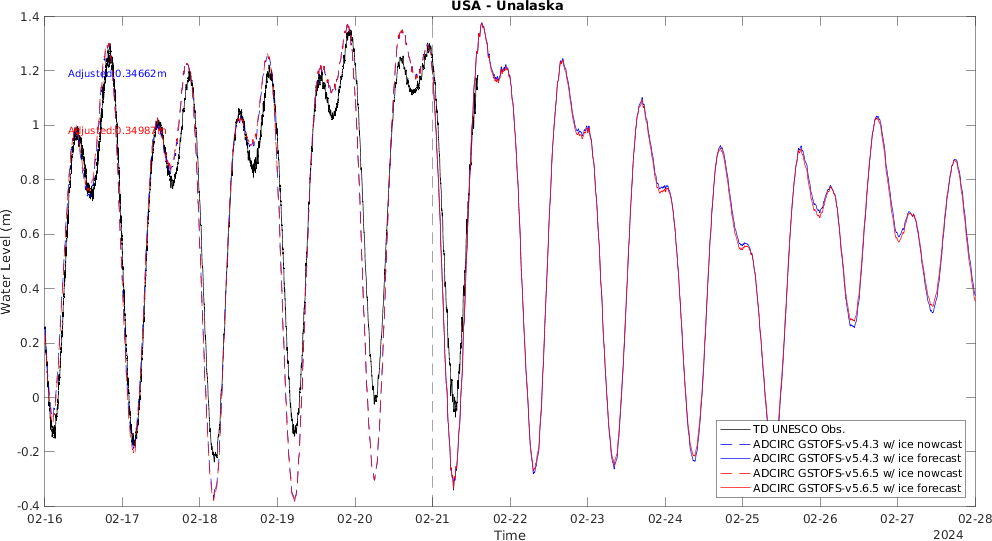 USA - Unalaska
1.4
1.2
1
0.8
0.6
0.4
0.2
0
-0.2
-0.4
Water Level (m)
Adjusted:0.34662m
Adjusted:0.34987m
TD UNESCO Obs.
ADCIRC GSTOFS-v5.4.3 w/ ice nowcast
ADCIRC GSTOFS-v5.4.3 w/ ice forecast
ADCIRC GSTOFS-v5.6.5 w/ ice nowcast
ADCIRC GSTOFS-v5.6.5 w/ ice forecast
02-16 02-17 02-18 02-19 02-20 02-21 02-22 02-23 02-24 02-25 02-26 02-27 02-28
Time
2024